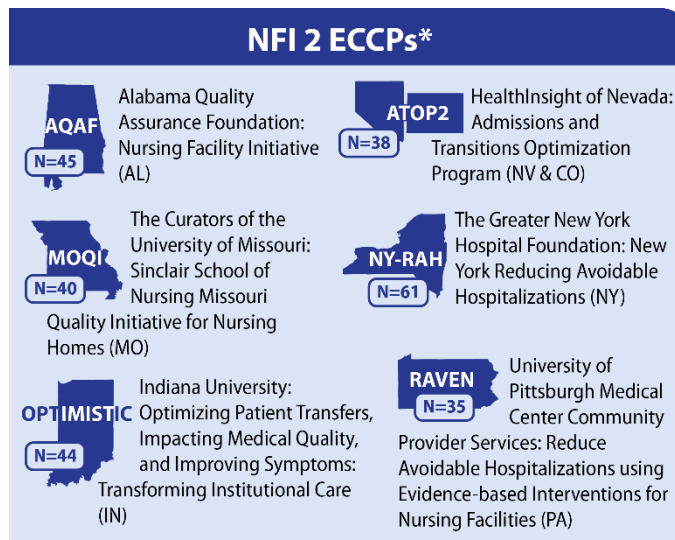 NFI 2 ECCPs*
AQAF
N=45
Alabama Quality
Assurance Foundation:
Nursing Facility Initiative
(AL)
ATOP2
N=38
HealthInsight of Nevada:
Admissions and
Transitions Optimization
Program (NV & CO)
MOQI
N=40
The Curators of the
University of Missouri:
Sinclair School of
Nursing Missouri
Quality Initiative for Nursing
Homes (MO)
NY-RAH
N=61
The Greater New York
Hospital Foundation: New
York Reducing Avoidable
Hospitalizations (NY)
OPTIMISTIC
N=44
Indiana University:
Optimizing Patient Transfers,
Impacting Medical Quality,
and Improving Symptoms:
Transforming Institutional Care
(IN)
RAVEN
N=35
University of
Pittsburgh Medical
Center Community
Provider Services: Reduce
Avoidable Hospitalizations using
Evidence-based Interventions for
Nursing Facilities (PA)